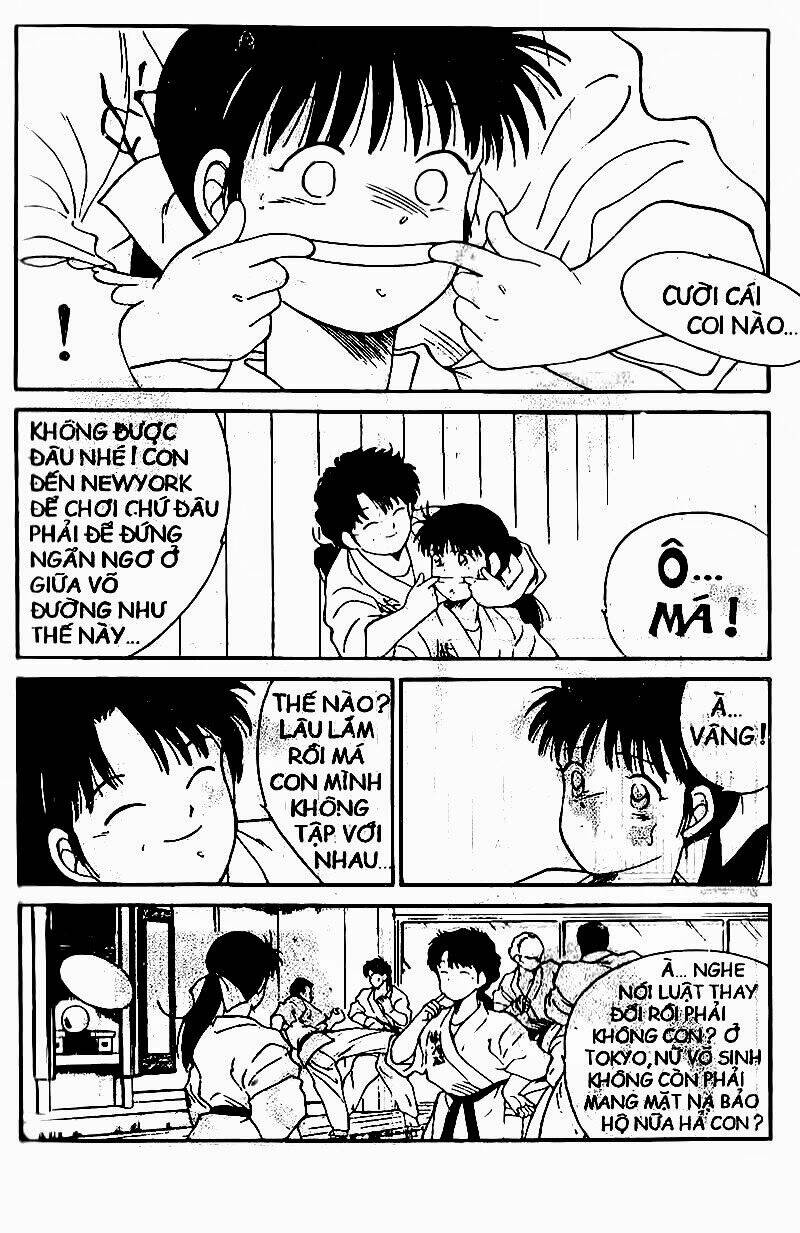 CƯỜI CÁI
COI NÀO...
!
KHÔNG ĐƯỢC
ĐÂU NHÉ! CON
ĐẾN NEWYORK
ĐỂ CHƠI CHỨ ĐÂU
PHẢI ĐỂ ĐỨNG
NGẨN NGƠ Ở
GIỮA VÕ
ĐƯỜNG NHƯ
THẾ NÀY...
Ô...
MÁ!
THẾ NÀO?
LÂU LẮM
RỒI MÁ
CON MÌNH
KHÔNG
TẬP VỚI
NHAU...
À...
VÂNG!
À... NGHE
NÓI LUẬT THAY
ĐỔI RỒI PHẢI
KHÔNG CON? Ở
TOKYO, NỮ VÕ SINH
KHÔNG CÒN PHẢI
MANG MẶT NẠ BẢO
HỘ NỮA HẢ CON?